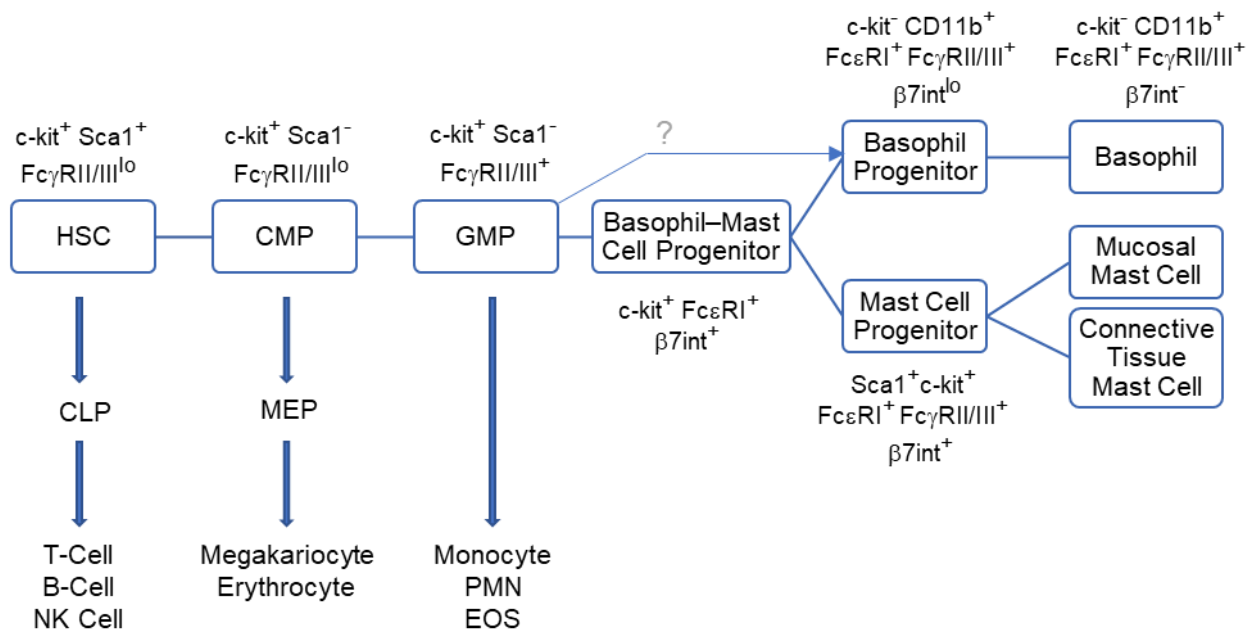 c-kit⁻ CD11b⁺
FcεRI⁺ FcγRII/III⁺
β7int^lo
c-kit⁻ CD11b⁺
FcεRI⁺ FcγRII/III⁺
β7int⁻
c-kit⁺ Sca1⁺
FcγRII/III^lo
c-kit⁺ Sca1⁻
FcγRII/III^lo
c-kit⁺ Sca1⁻
FcγRII/III⁺
?
Basophil
Progenitor
Basophil
HSC
CMP
GMP
Basophil–Mast
Cell Progenitor
Mucosal
Mast Cell
Mast Cell
Progenitor
Connective
Tissue
Mast Cell
c-kit⁺ FcεRI⁺
β7int⁺
Sca1⁺c-kit⁺
FcεRI⁺ FcγRII/III⁺
β7int⁺
CLP
MEP
T-Cell
B-Cell
NK Cell
Megakariocyte
Erythrocyte
Monocyte
PMN
EOS